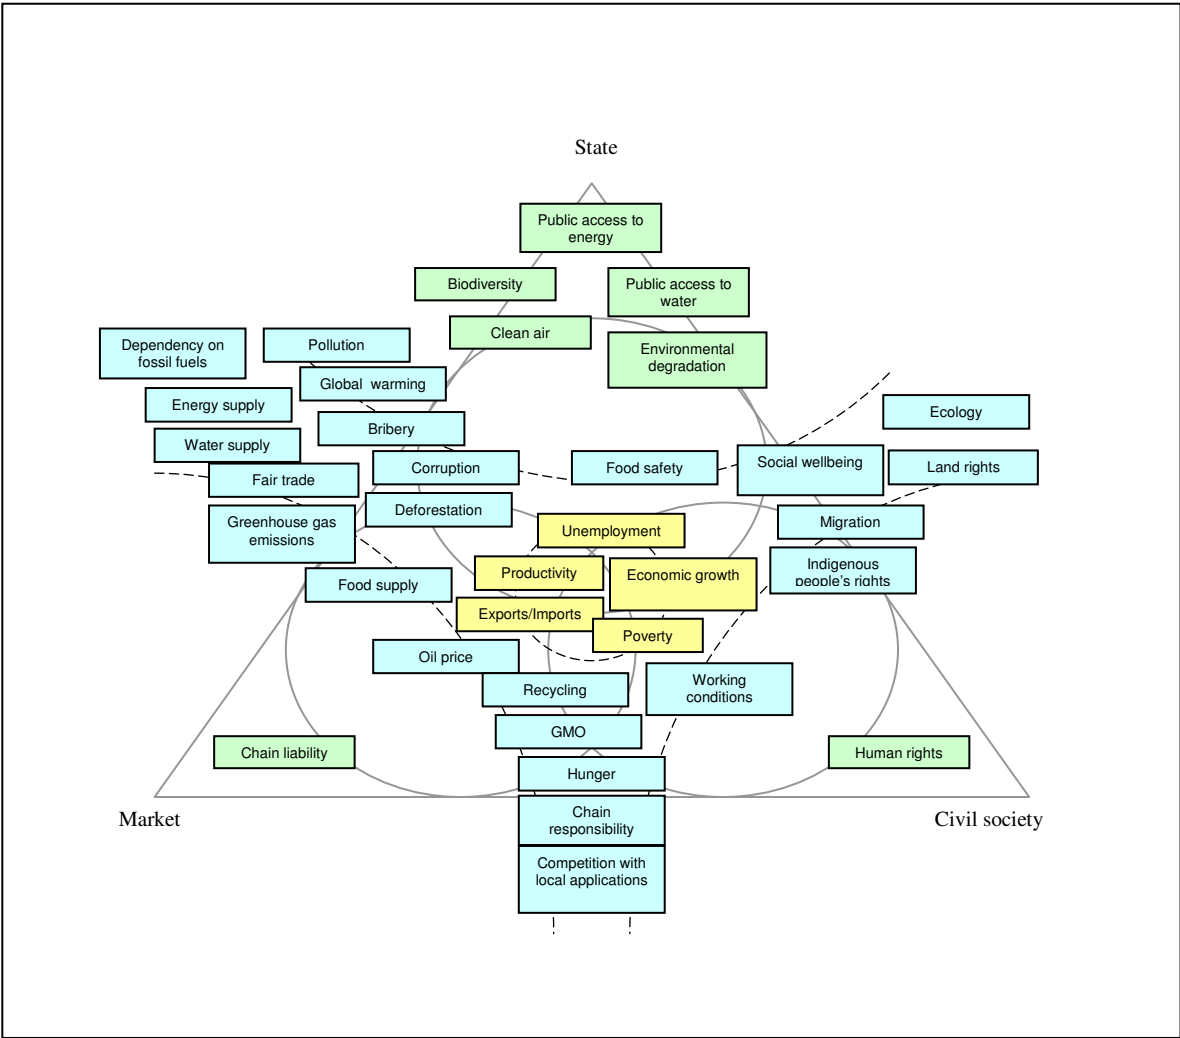 State
Public access to
energy
Biodiversity
Public access to
water
Clean air
Environmental
degradation
Dependency on
fossil fuels
Pollution
Global warming
Energy supply
Ecology
Bribery
Water supply
Corruption
Food safety
Social wellbeing
Land rights
Fair trade
Deforestation
Greenhouse gas
emissions
Unemployment
Migration
Productivity
Economic growth
Indigenous
people's rights
Food supply
Exports/Imports
Poverty
Oil price
Recycling
Working
conditions
GMO
Chain liability
Human rights
Hunger
Market
Chain
responsibility
Civil society
Competition with
local applications